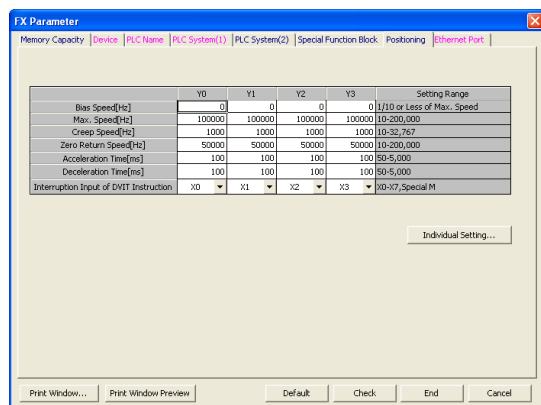 FX Parameter
Memory Capacity Device PLC Name PLC System(1) PLC System(2) Special Function Block Positioning Ethernet Port
Y0 Y1 Y2 Y3 Setting Range
Bias Speed[Hz] 0 0 0 0 1/10 or Less of Max. Speed
Max. Speed[Hz] 100000 100000 100000 100000 10-200,000
Creep Speed[Hz] 1000 1000 1000 1000 10-32,767
Zero Return Speed[Hz] 50000 50000 50000 50000 10-200,000
Acceleration Time[ms] 100 100 100 100 50-5,000
Deceleration Time[ms] 100 100 100 100 50-5,000
Interruption Input of DVIT Instruction X0 X1 X2 X3 X0-X7,Special M
Individual Setting...
Print Window... Print Window Preview Default Check End Cancel